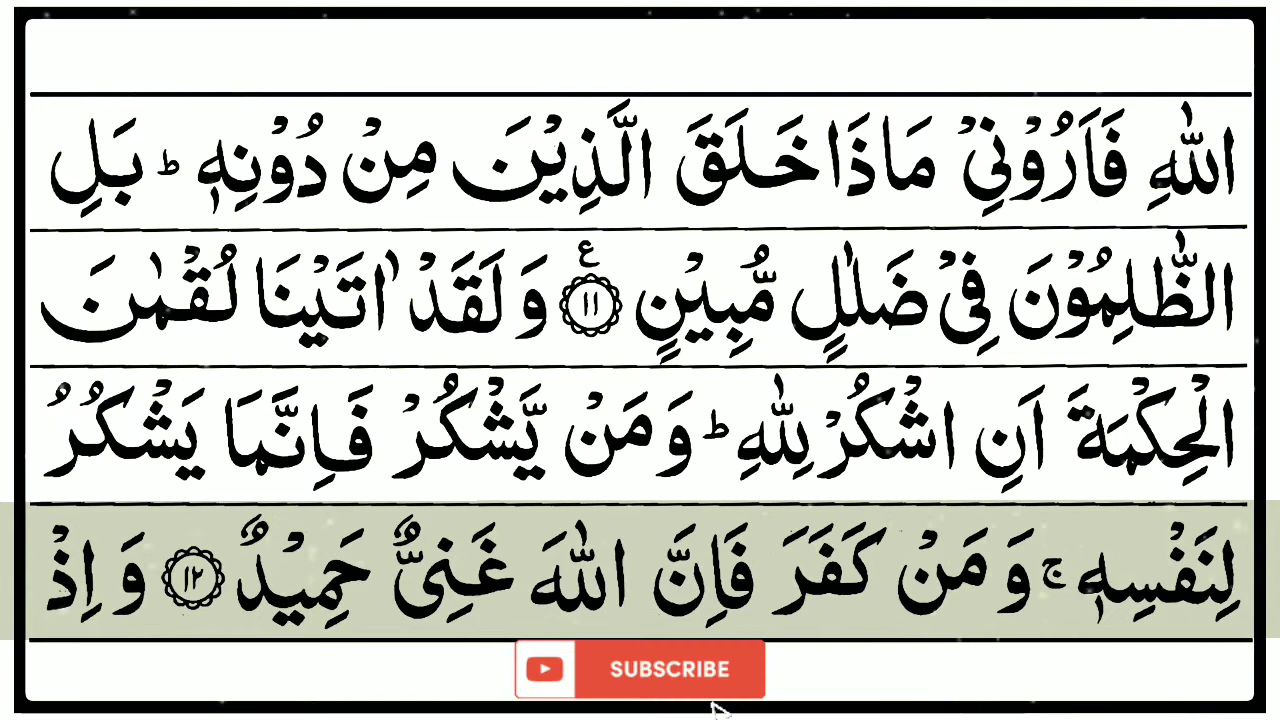 اللّٰهِ فَاَرُوْنِیْ مَاذَا خَلَقَ الَّذِیْنَ مِنْ دُوْنِهٖ ؕ بَلِ
الظّٰلِمُوْنَ فِیْ ضَلٰلٍ مُّبِیْنٍ ۝۱۱ ع وَ لَقَدْ اٰتَیْنَا لُقْمٰنَ
الْحِكْمَةَ اَنِ اشْكُرْ لِلّٰهِ ؕ وَ مَنْ یَّشْكُرْ فَاِنَّمَا یَشْكُرُ
لِنَفْسِهٖ ۚ وَ مَنْ كَفَرَ فَاِنَّ اللّٰهَ غَنِیٌّ حَمِیْدٌ ۝۱۲ وَ اِذْ
SUBSCRIBE